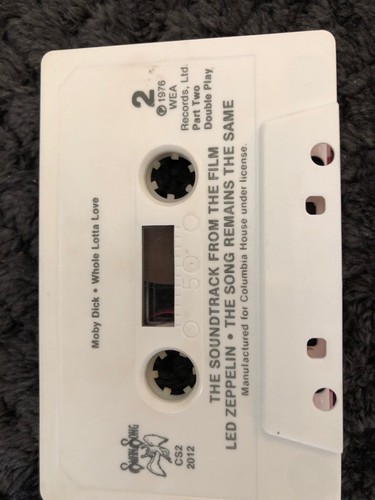 2
℗ 1976
WEA
Records, Ltd.
Part Two
Double Play
THE SOUNDTRACK FROM THE FILM
LED ZEPPELIN • THE SONG REMAINS THE SAME
Manufactured for Columbia House under license.
50
SWAN SONG
CS2
2012
Moby Dick • Whole Lotta Love